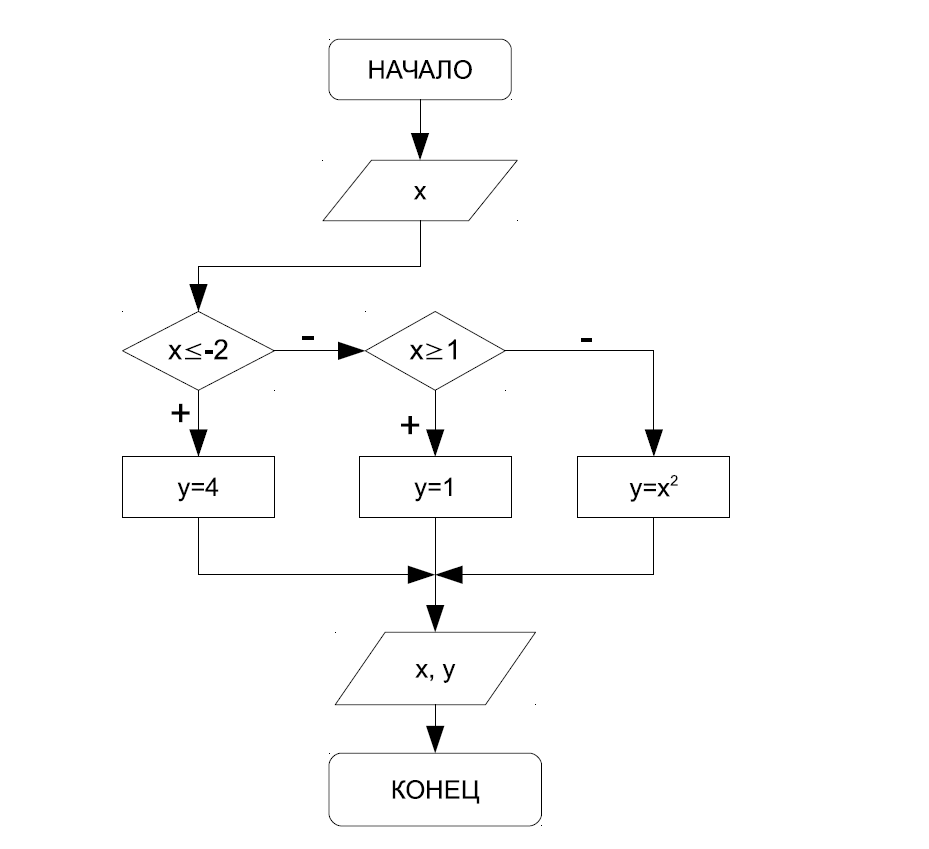 НАЧАЛО
x
x≤-2
-
x≥1
-
+
+
y=4
y=1
y=x²
x, y
КОНЕЦ